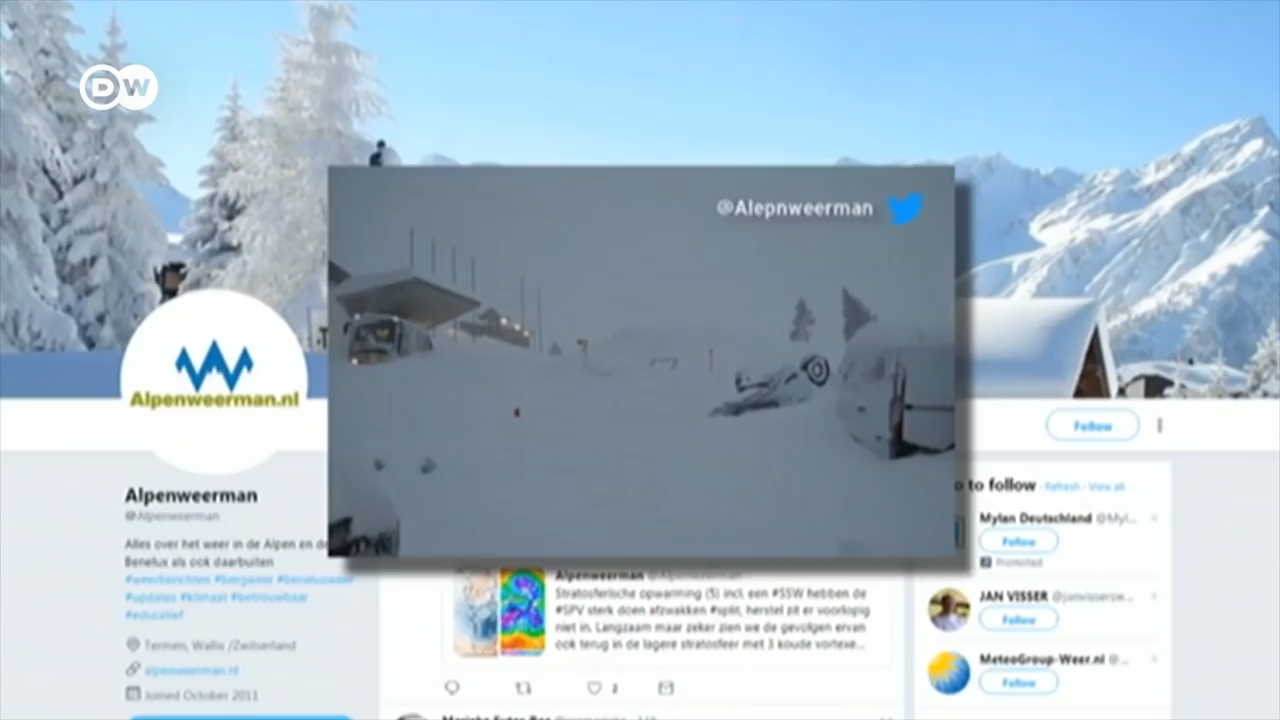 DW
@Alepnweerman
Alpenweerman.nl
Follow
Alpenweerman
@Alpenweerman
Alles over het weer in de Alpen en de
Benelux als ook daarbuiten
#weerberichten #bergweer #beneluxweer
#updates #klimaat #betrouwbaar
#educatief
Termen, Wallis /Zwitserland
alpenweerman.nl
Joined October 2011
Alpenweerman @Alpenweerman
Stratosferische opwarming (5) incl. een #SSW hebben de
#SPV sterk doen afzwakken #split, herstel zit er voorlopig
niet in. Langzaam maar zeker zien we de gevolgen ervan
ook terug in de lagere stratosfeer met 3 koude vortexe...
o to follow · Refresh · View all
Mylan Deutschland @Myl...
Follow
Promoted
JAN VISSER @janvisserw...
Follow
MeteoGroup-Weer.nl @...
Follow